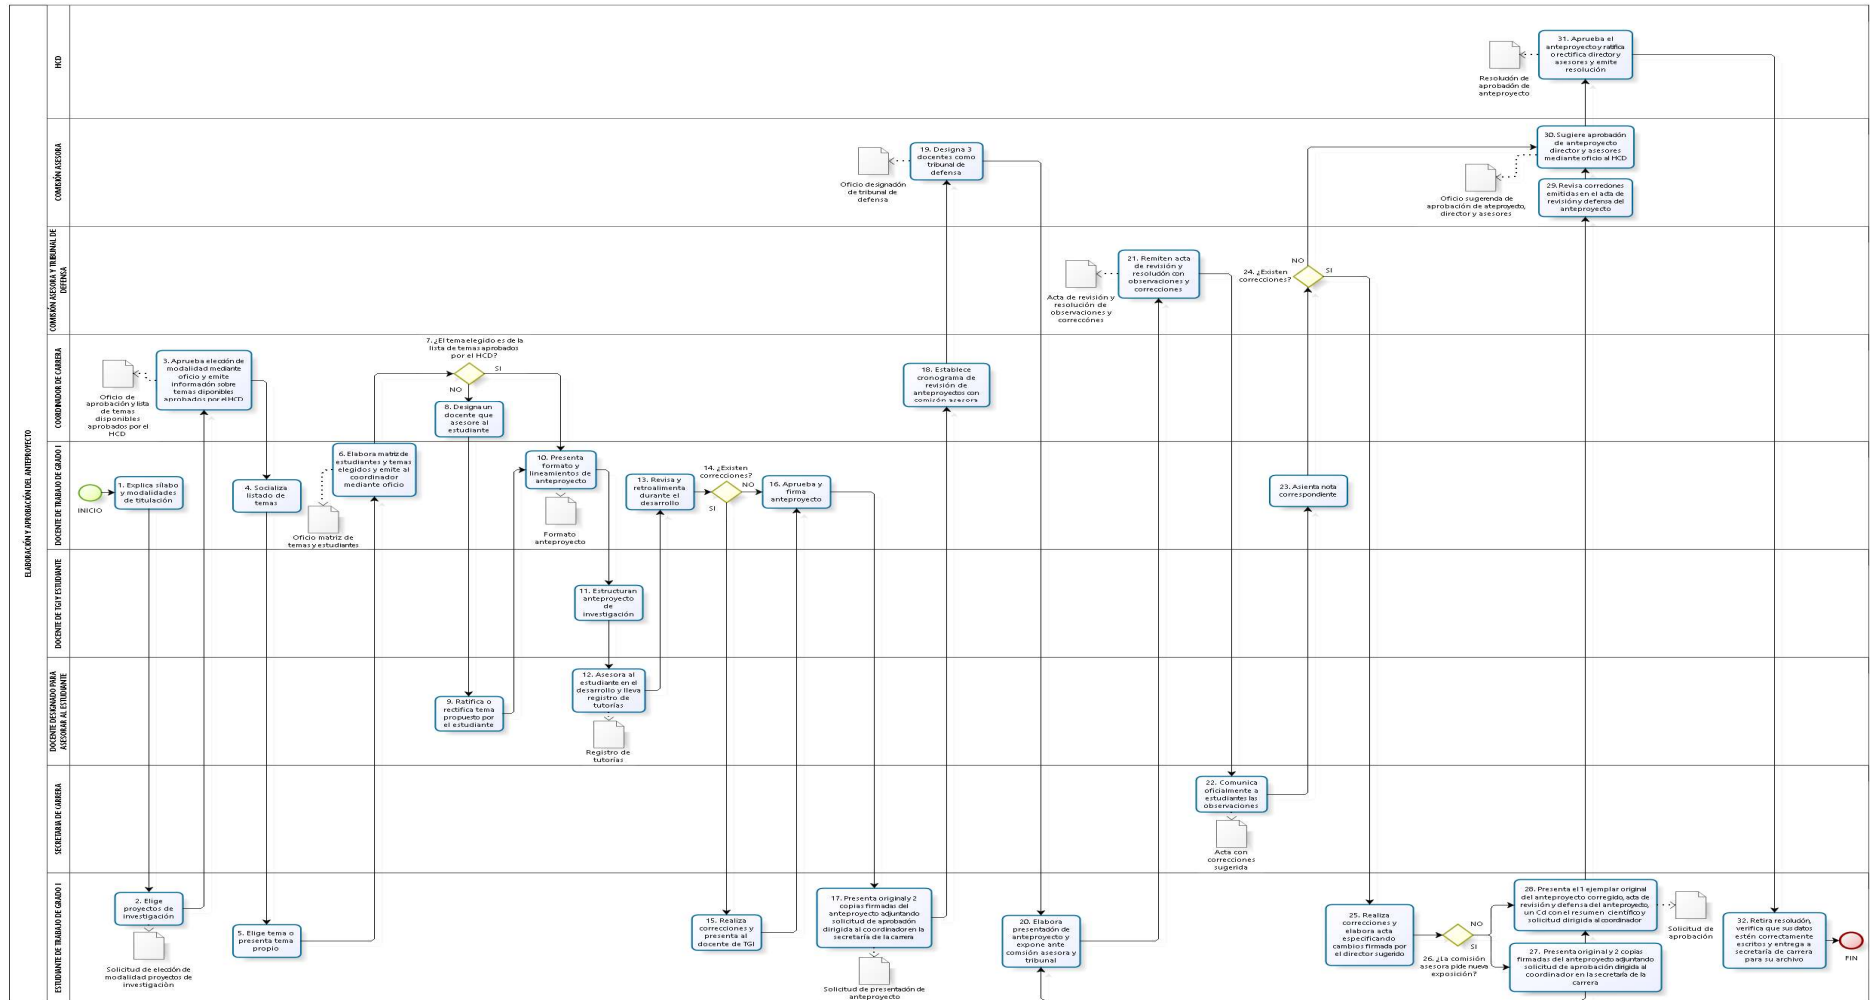 ELABORACIÓN Y APROBACIÓN DEL ANTEPROYECTO
HCD
31. Aprueba el
anteproyecto y ratifica
o rectifica director y
asesores y emite
resolución
Resolución de
aprobación de
anteproyecto
COMISIÓN ASESORA
19. Designa 3
docentes como
tribunal de
defensa
Oficio designación
de tribunal de
defensa
30. Sugiere aprobación
de anteproyecto
director y asesores
mediante oficio al HCD
Oficio sugerencia de
aprobación de ateproyecto,
director y asesores
29. Revisa correciones
emitidas en el acta de
revisión y defensa del
anteproyecto
COMISIÓN ASESORA Y TRIBUNAL DE
DEFENSA
21. Remiten acta
de revisión y
resolución con
observaciones y
correcciones
Acta de revisión y
resolución de
observaciones y
correccónes
24. ¿Existen
correcciones?
NO
SI
COORDINADOR DE CARRERA
3. Aprueba elección de
modalidad mediante
oficio y emite
información sobre
temas diponibles
aprobados por el HCD
Oficio de
aprobación y lista
de temas
disponibles
aprobados por el
HCD
7. ¿El tema elegido es de la
lista de temas aprobados
por el HCD?
SI
NO
8. Designa un
docente que
asesore al
estudiante
18. Establece
cronograma de
revisión de
anteproyectos con
comisión asesora
DOCENTE DE TRABAJO DE GRADO I
INICIO
1. Explica sílabo
y modalidades
de titulación
4. Socializa
listado de
temas
6. Elabora matriz de
estudiantes y temas
elegidos y emite al
coordinador
mediante oficio
Oficio matriz de
temas y estudiantes
10. Presenta
formato y
lineamientos de
anteproyecto
Formato
anteproyecto
13. Revisa y
retroalimenta
durante el
desarrollo
14. ¿Existen
correcciones?
NO
SI
16. Aprueba y
firma
anteproyecto
23. Asienta nota
correspondiente
DOCENTE DE TGI Y ESTUDIANTE
11. Estructuran
anteproyecto
de
investigación
DOCENTE DESIGNADO PARA
ASESORAR AL ESTUDIANTE
9. Ratifica o
rectifica tema
propuesto por
el estudiante
12. Asesora al
estudiante en el
desarrollo y lleva
registro de
tutorías
Registro de
tutorías
SECRETARIA DE CARRERA
22. Comunica
oficialmente a
estudiantes las
observaciones
Acta con
correcciones
sugerida
ESTUDIANTE DE TRABAJO DE GRADO I
2. Elige
proyectos de
investigación
Solicitud de elección de
modalidad proyectos de
investigación
5. Elige tema o
presenta tema
propio
15. Realiza
correcciones y
presenta al
docente de TGI
17. Presenta original y 2
copias firmadas del
anteproyecto adjuntando
solicitud de aprobación
dirigida al coordinador en la
secretaría de la carrera
Solicitud de presentación de
anteproyecto
20. Elabora
presentación de
anteproyecto y
expone ante
comsión asesora y
tribunal
25. Realiza
correcciones y
elabora acta
especificando
cambios firmada por
el director sugerido
26. ¿La comisión
asesora pide nueva
exposición?
NO
SI
28. Presenta el 1 ejemplar original
del anteproyecto corregido, acta de
revisión y defensa del anteproyecto,
un Cd con el resumen científico y
solicitud dirigida al coordinador
Solicitud de
aprobación
27. Presenta original y 2 copias
firmadas del anteproyecto adjuntando
solicitud de aprobación dirigida al
coordinador en la secretaría de la
carrera
32. Retira resolución,
verifica que sus datos
estén correctamente
escritos y entrega a
secretaría de carrera
para su archivo
FIN